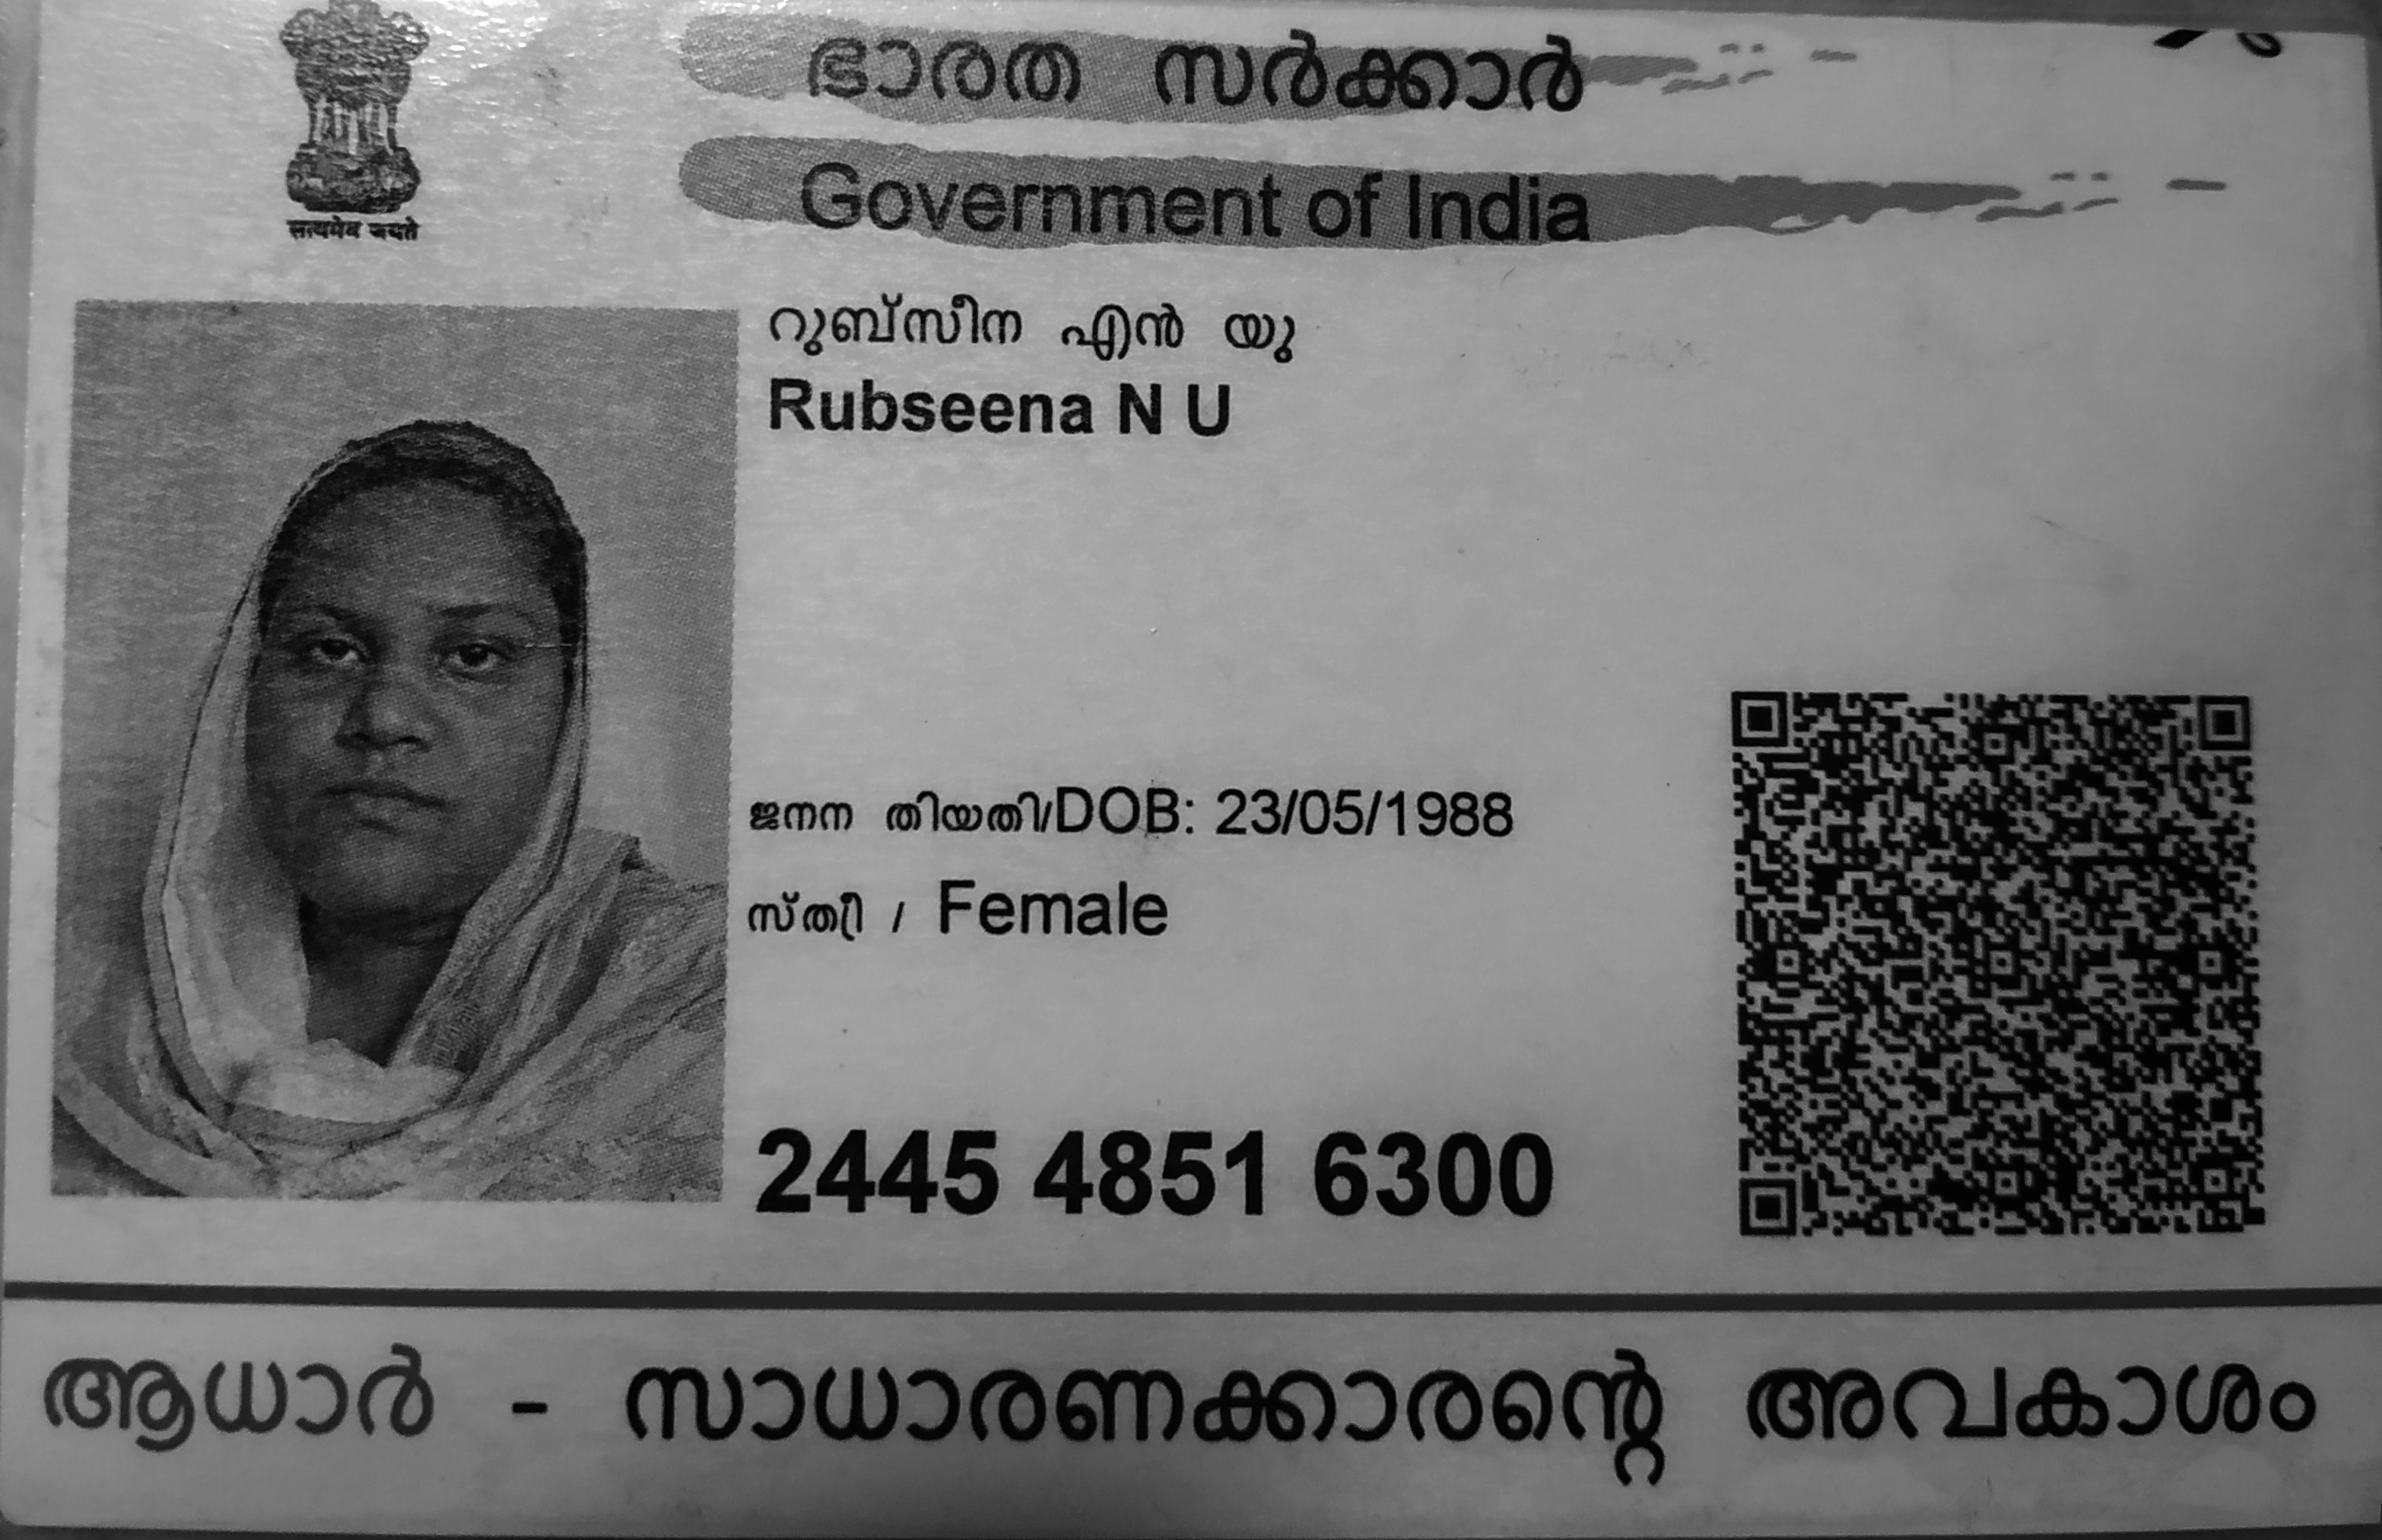 ഭാരത സർക്കാർ
Government of India
सत्यमेव जयते
റുബ്സീന എൻ യു
Rubseena N U
ജനന തിയതി/DOB: 23/05/1988
സ്ത്രീ / Female
2445 4851 6300
ആധാർ - സാധാരണക്കാരന്റെ അവകാശം